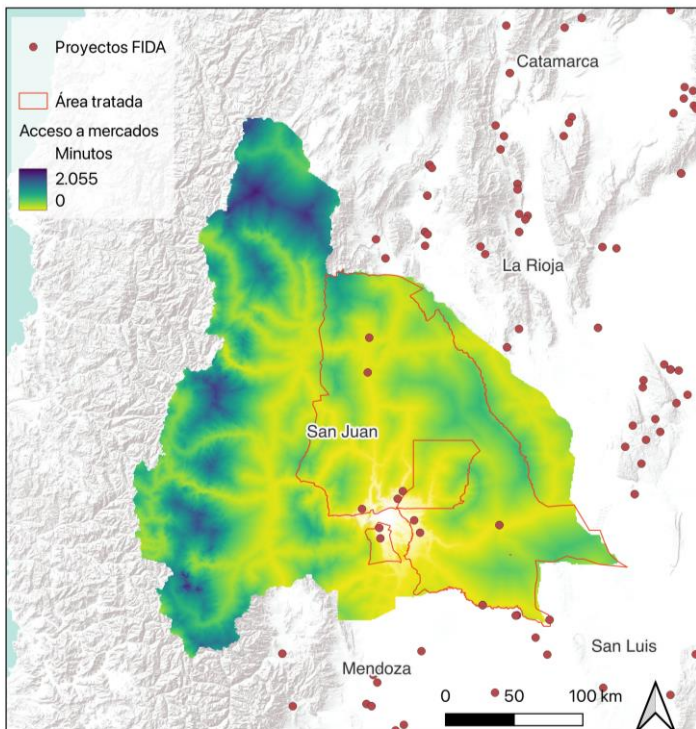 Proyectos FIDA
Catamarca
Área tratada
Acceso a mercados
Minutos
2.055
0
La Rioja
San Juan
San Luis
Mendoza
0 50 100 km